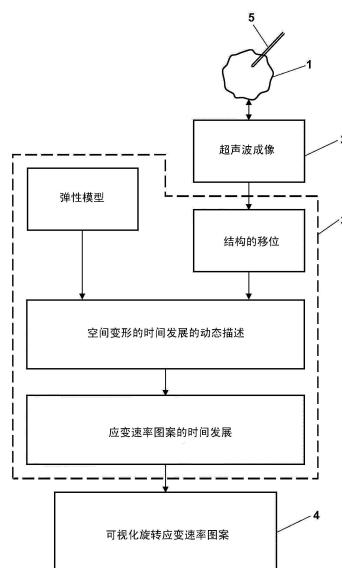 5
1
超声波成像
弹性模型
结构的移位
空间变形的时间发展的动态描述
应变速率图案的时间发展
4
可视化旋转应变速率图案